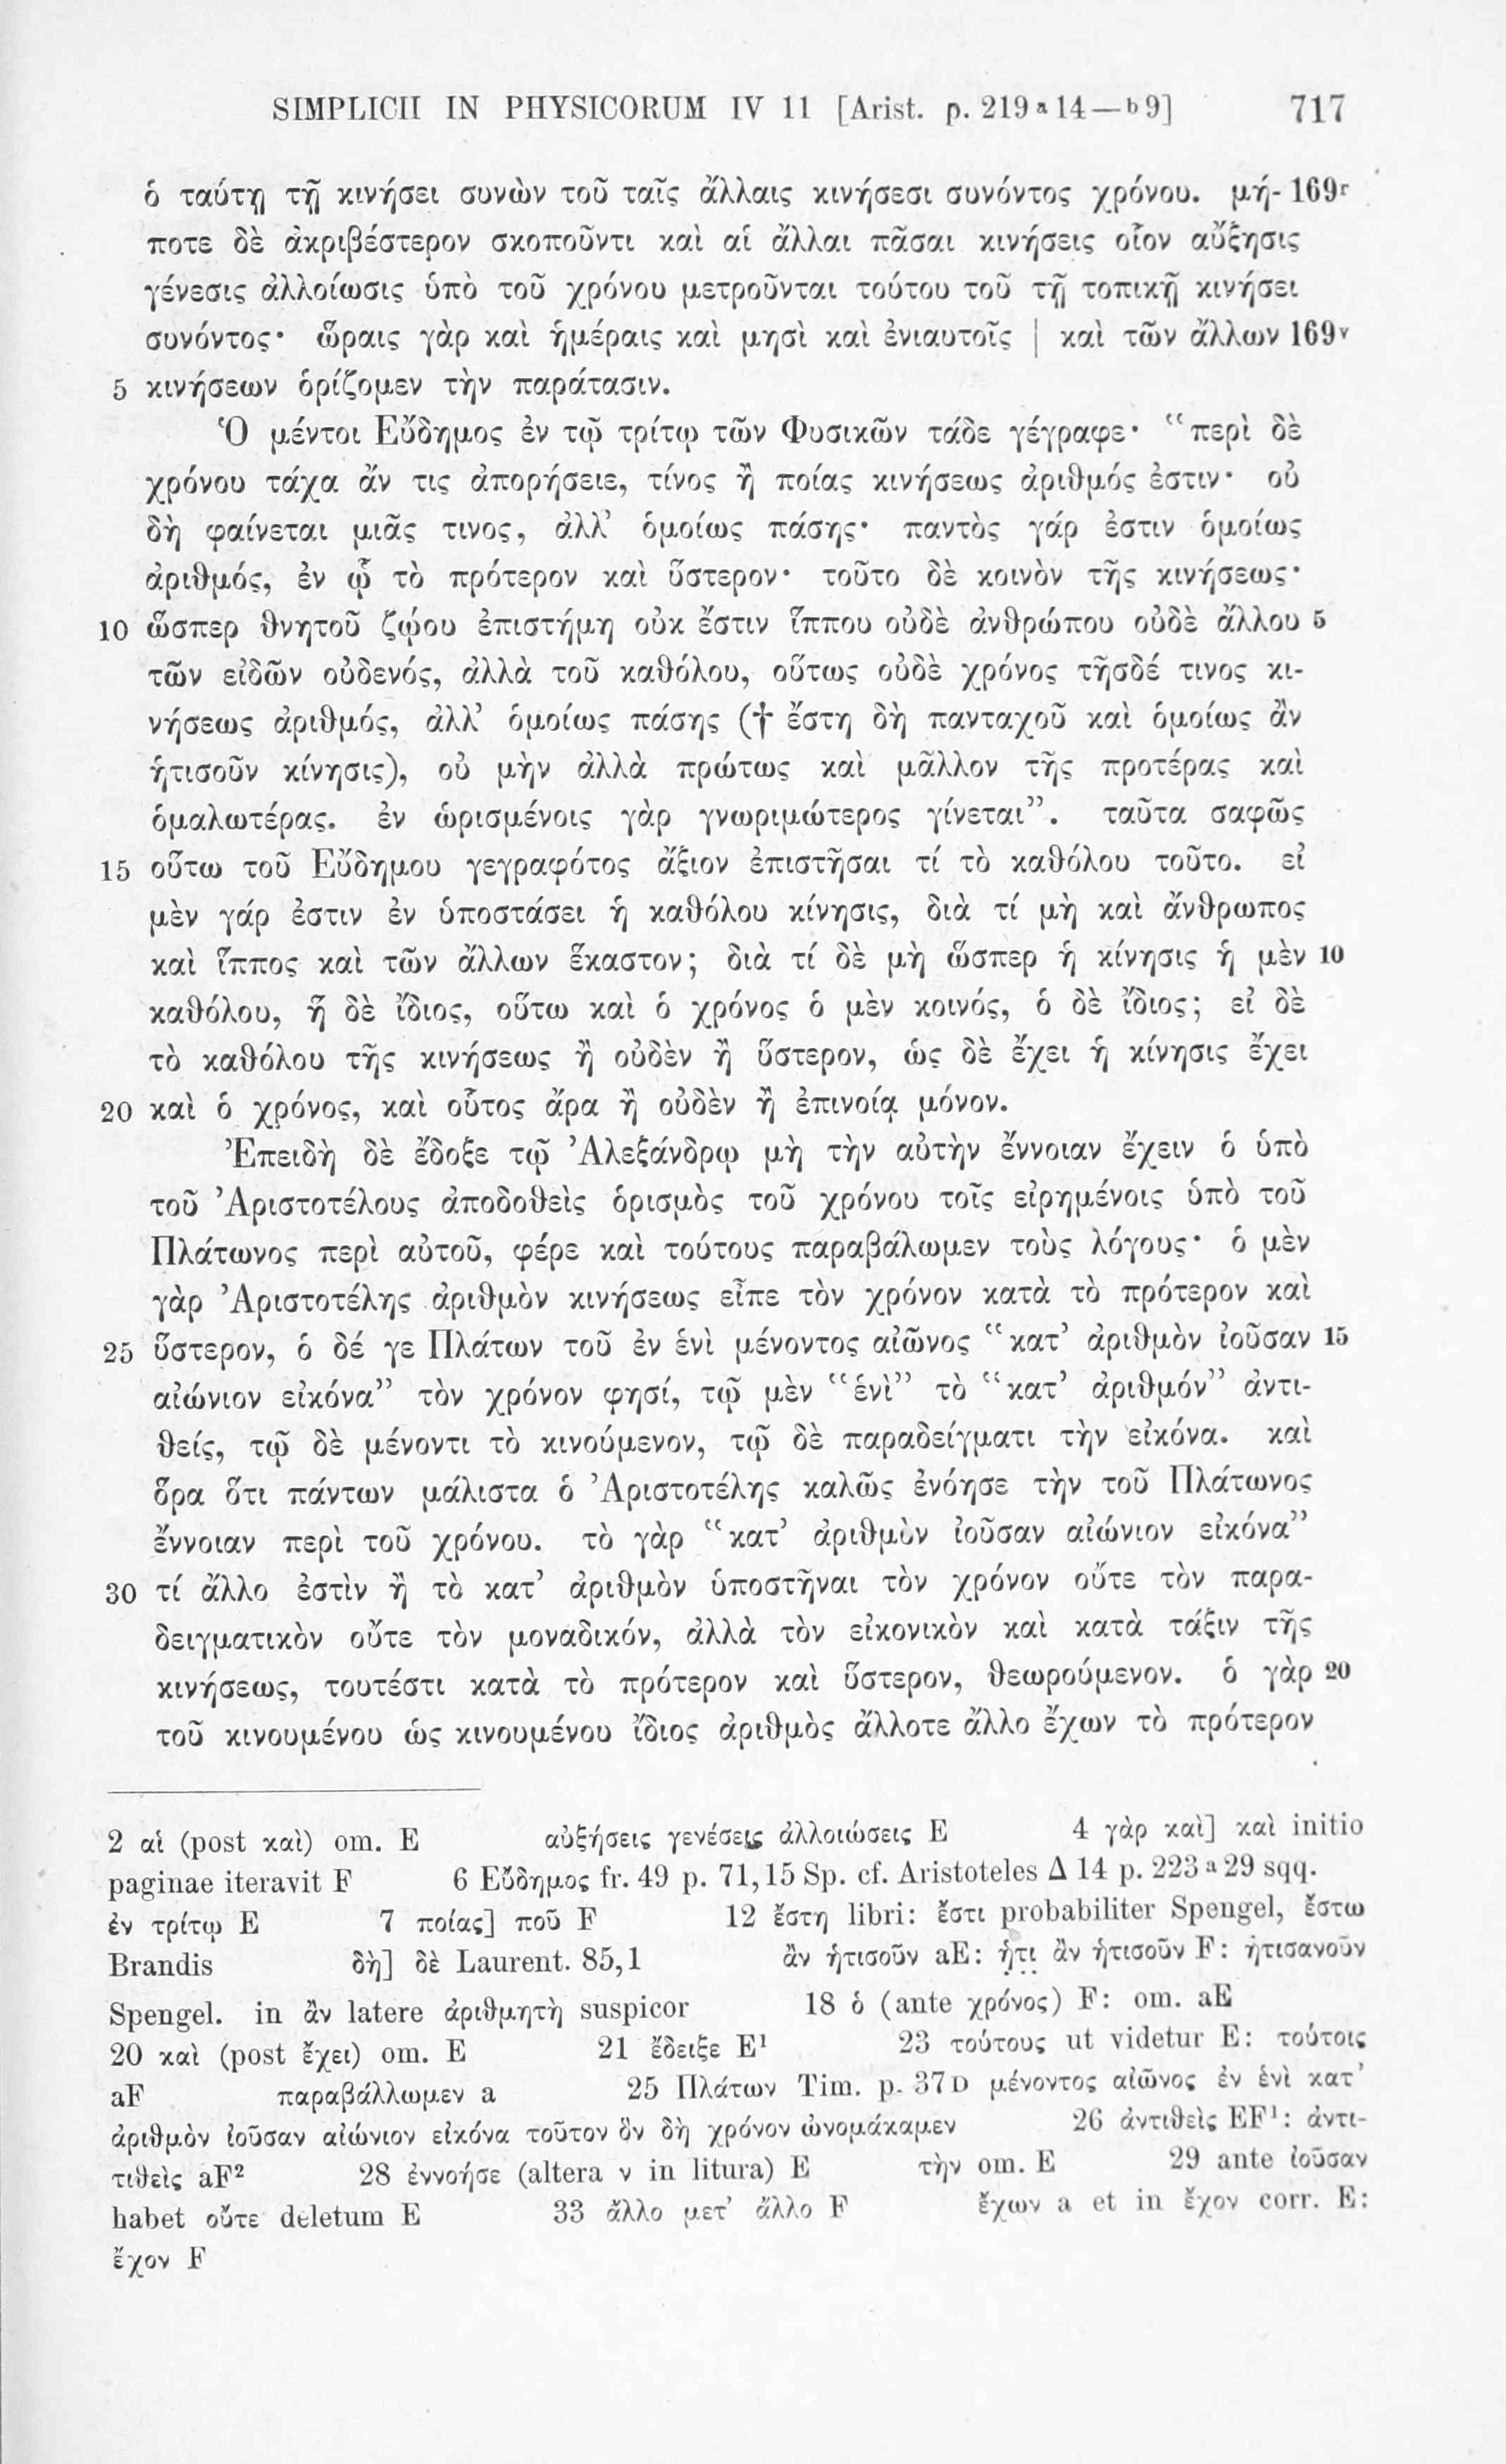 SIMPLICII IN PHYSICORUM IV 11 [Arist. p. 219 a 14 — b 9] 717
ὁ ταύτῃ τῇ κινήσει συνὼν τοῦ ταῖς ἄλλαις κινήσεσι συνόντος χρόνου. μή- 169r
ποτε δὲ ἀκριβέστερον σκοποῦντι καὶ αἱ ἄλλαι πᾶσαι κινήσεις οἷον αὔξησις
γένεσις ἀλλοίωσις ὑπὸ τοῦ χρόνου μετροῦνται τούτου τοῦ τῇ τοπικῇ κινήσει
συνόντος· ὥραις γὰρ καὶ ἡμέραις καὶ μησὶ καὶ ἐνιαυτοῖς | καὶ τῶν ἄλλων 169v
5 κινήσεων ὁρίζομεν τὴν παράτασιν.
Ὁ μέντοι Εὔδημος ἐν τῷ τρίτῳ τῶν Φυσικῶν τάδε γέγραφε· “περὶ δὲ
χρόνου τάχα ἄν τις ἀπορήσειε, τίνος ἢ ποίας κινήσεως ἀριθμός ἐστιν· οὐ
δὴ φαίνεται μιᾶς τινος, ἀλλ’ ὁμοίως πάσης· παντὸς γάρ ἐστιν ὁμοίως
ἀριθμός, ἐν ᾧ τὸ πρότερον καὶ ὕστερον· τοῦτο δὲ κοινὸν τῆς κινήσεως·
10 ὥσπερ θνητοῦ ζῴου ἐπιστήμη οὐκ ἔστιν ἵππου οὐδὲ ἀνθρώπου οὐδὲ ἄλλου 5
τῶν εἰδῶν οὐδενός, ἀλλὰ τοῦ καθόλου, οὕτως οὐδὲ χρόνος τῆσδέ τινος κι-
νήσεως ἀριθμός, ἀλλ’ ὁμοίως πάσης († ἔστη δὴ πανταχοῦ καὶ ὁμοίως ἂν
ἡτισοῦν κίνησις), οὐ μὴν ἀλλὰ πρώτως καὶ μᾶλλον τῆς προτέρας καὶ
ὁμαλωτέρας. ἐν ὡρισμένοις γὰρ γνωριμώτερος γίνεται”. ταῦτα σαφῶς
15 οὕτω τοῦ Εὐδήμου γεγραφότος ἄξιον ἐπιστῆσαι τί τὸ καθόλου τοῦτο. εἰ
μὲν γάρ ἐστιν ἐν ὑποστάσει ἡ καθόλου κίνησις, διὰ τί μὴ καὶ ἄνθρωπος
καὶ ἵππος καὶ τῶν ἄλλων ἕκαστον; διὰ τί δὲ μὴ ὥσπερ ἡ κίνησις ἡ μὲν 10
καθόλου, ἣ δὲ ἴδιος, οὕτω καὶ ὁ χρόνος ὁ μὲν κοινός, ὁ δὲ ἴδιος; εἰ δὲ
τὸ καθόλου τῆς κινήσεως ἢ οὐδὲν ἢ ὕστερον, ὡς δὲ ἔχει ἡ κίνησις ἔχει
20 καὶ ὁ χρόνος, καὶ οὗτος ἄρα ἢ οὐδὲν ἢ ἐπινοίᾳ μόνον.
Ἐπειδὴ δὲ ἔδοξε τῷ Ἀλεξάνδρῳ μὴ τὴν αὐτὴν ἔννοιαν ἔχειν ὁ ὑπὸ
τοῦ Ἀριστοτέλους ἀποδοθεὶς ὁρισμὸς τοῦ χρόνου τοῖς εἰρημένοις ὑπὸ τοῦ
Πλάτωνος περὶ αὐτοῦ, φέρε καὶ τούτους παραβάλωμεν τοὺς λόγους· ὁ μὲν
γὰρ Ἀριστοτέλης ἀριθμὸν κινήσεως εἶπε τὸν χρόνον κατὰ τὸ πρότερον καὶ
25 ὕστερον, ὁ δέ γε Πλάτων τοῦ ἐν ἑνὶ μένοντος αἰῶνος “κατ’ ἀριθμὸν ἰοῦσαν 15
αἰώνιον εἰκόνα” τὸν χρόνον φησί, τῷ μὲν “ἑνὶ” τὸ “κατ’ ἀριθμόν” ἀντι-
θείς, τῷ δὲ μένοντι τὸ κινούμενον, τῷ δὲ παραδείγματι τὴν εἰκόνα. καὶ
ὅρα ὅτι πάντων μάλιστα ὁ Ἀριστοτέλης καλῶς ἐνόησε τὴν τοῦ Πλάτωνος
ἔννοιαν περὶ τοῦ χρόνου. τὸ γὰρ “κατ’ ἀριθμὸν ἰοῦσαν αἰώνιον εἰκόνα”
30 τί ἄλλο ἐστὶν ἢ τὸ κατ’ ἀριθμὸν ὑποστῆναι τὸν χρόνον οὔτε τὸν παρα-
δειγματικὸν οὔτε τὸν μοναδικόν, ἀλλὰ τὸν εἰκονικὸν καὶ κατὰ τάξιν τῆς
κινήσεως, τουτέστι κατὰ τὸ πρότερον καὶ ὕστερον, θεωρούμενον. ὁ γὰρ 20
τοῦ κινουμένου ὡς κινουμένου ἴδιος ἀριθμὸς ἄλλοτε ἄλλο ἔχων τὸ πρότερον
2 αἱ (post καὶ) om. E αὐξήσεις γενέσεις ἀλλοιώσεις E 4 γὰρ καὶ] καὶ initio
paginae iteravit F 6 Εὔδημος fr. 49 p. 71,15 Sp. cf. Aristoteles Δ 14 p. 223 a 29 sqq.
ἐν τρίτῳ E 7 ποίας] ποῦ F 12 ἔστη libri: ἔστι probabiliter Spengel, ἔστω
Brandis δὴ] δὲ Laurent. 85,1 ἂν ἡτισοῦν aE: ᾗτι ἂν ἡτισοῦν F: ἡτισανοῦν
Spengel. in ἂν latere ἀριθμητὴ suspicor 18 ὁ (ante χρόνος) F: om. aE
20 καὶ (post ἔχει) om. E 21 ἔδειξε E¹ 23 τούτους ut videtur E: τούτοις
aF παραβάλλωμεν a 25 Πλάτων Tim. p. 37 D μένοντος αἰῶνος ἐν ἑνὶ κατ’
ἀριθμὸν ἰοῦσαν αἰώνιον εἰκόνα τοῦτον ὃν δὴ χρόνον ὠνομάκαμεν 26 ἀντιθεὶς EF¹: ἀντι-
τιθεὶς aF² 28 ἐννοήσε (altera ν in litura) E τὴν om. E 29 ante ἰοῦσαν
habet οὔτε deletum E 33 ἄλλο μετ’ ἄλλο F ἔχων a et in ἔχον corr. E:
ἔχον F